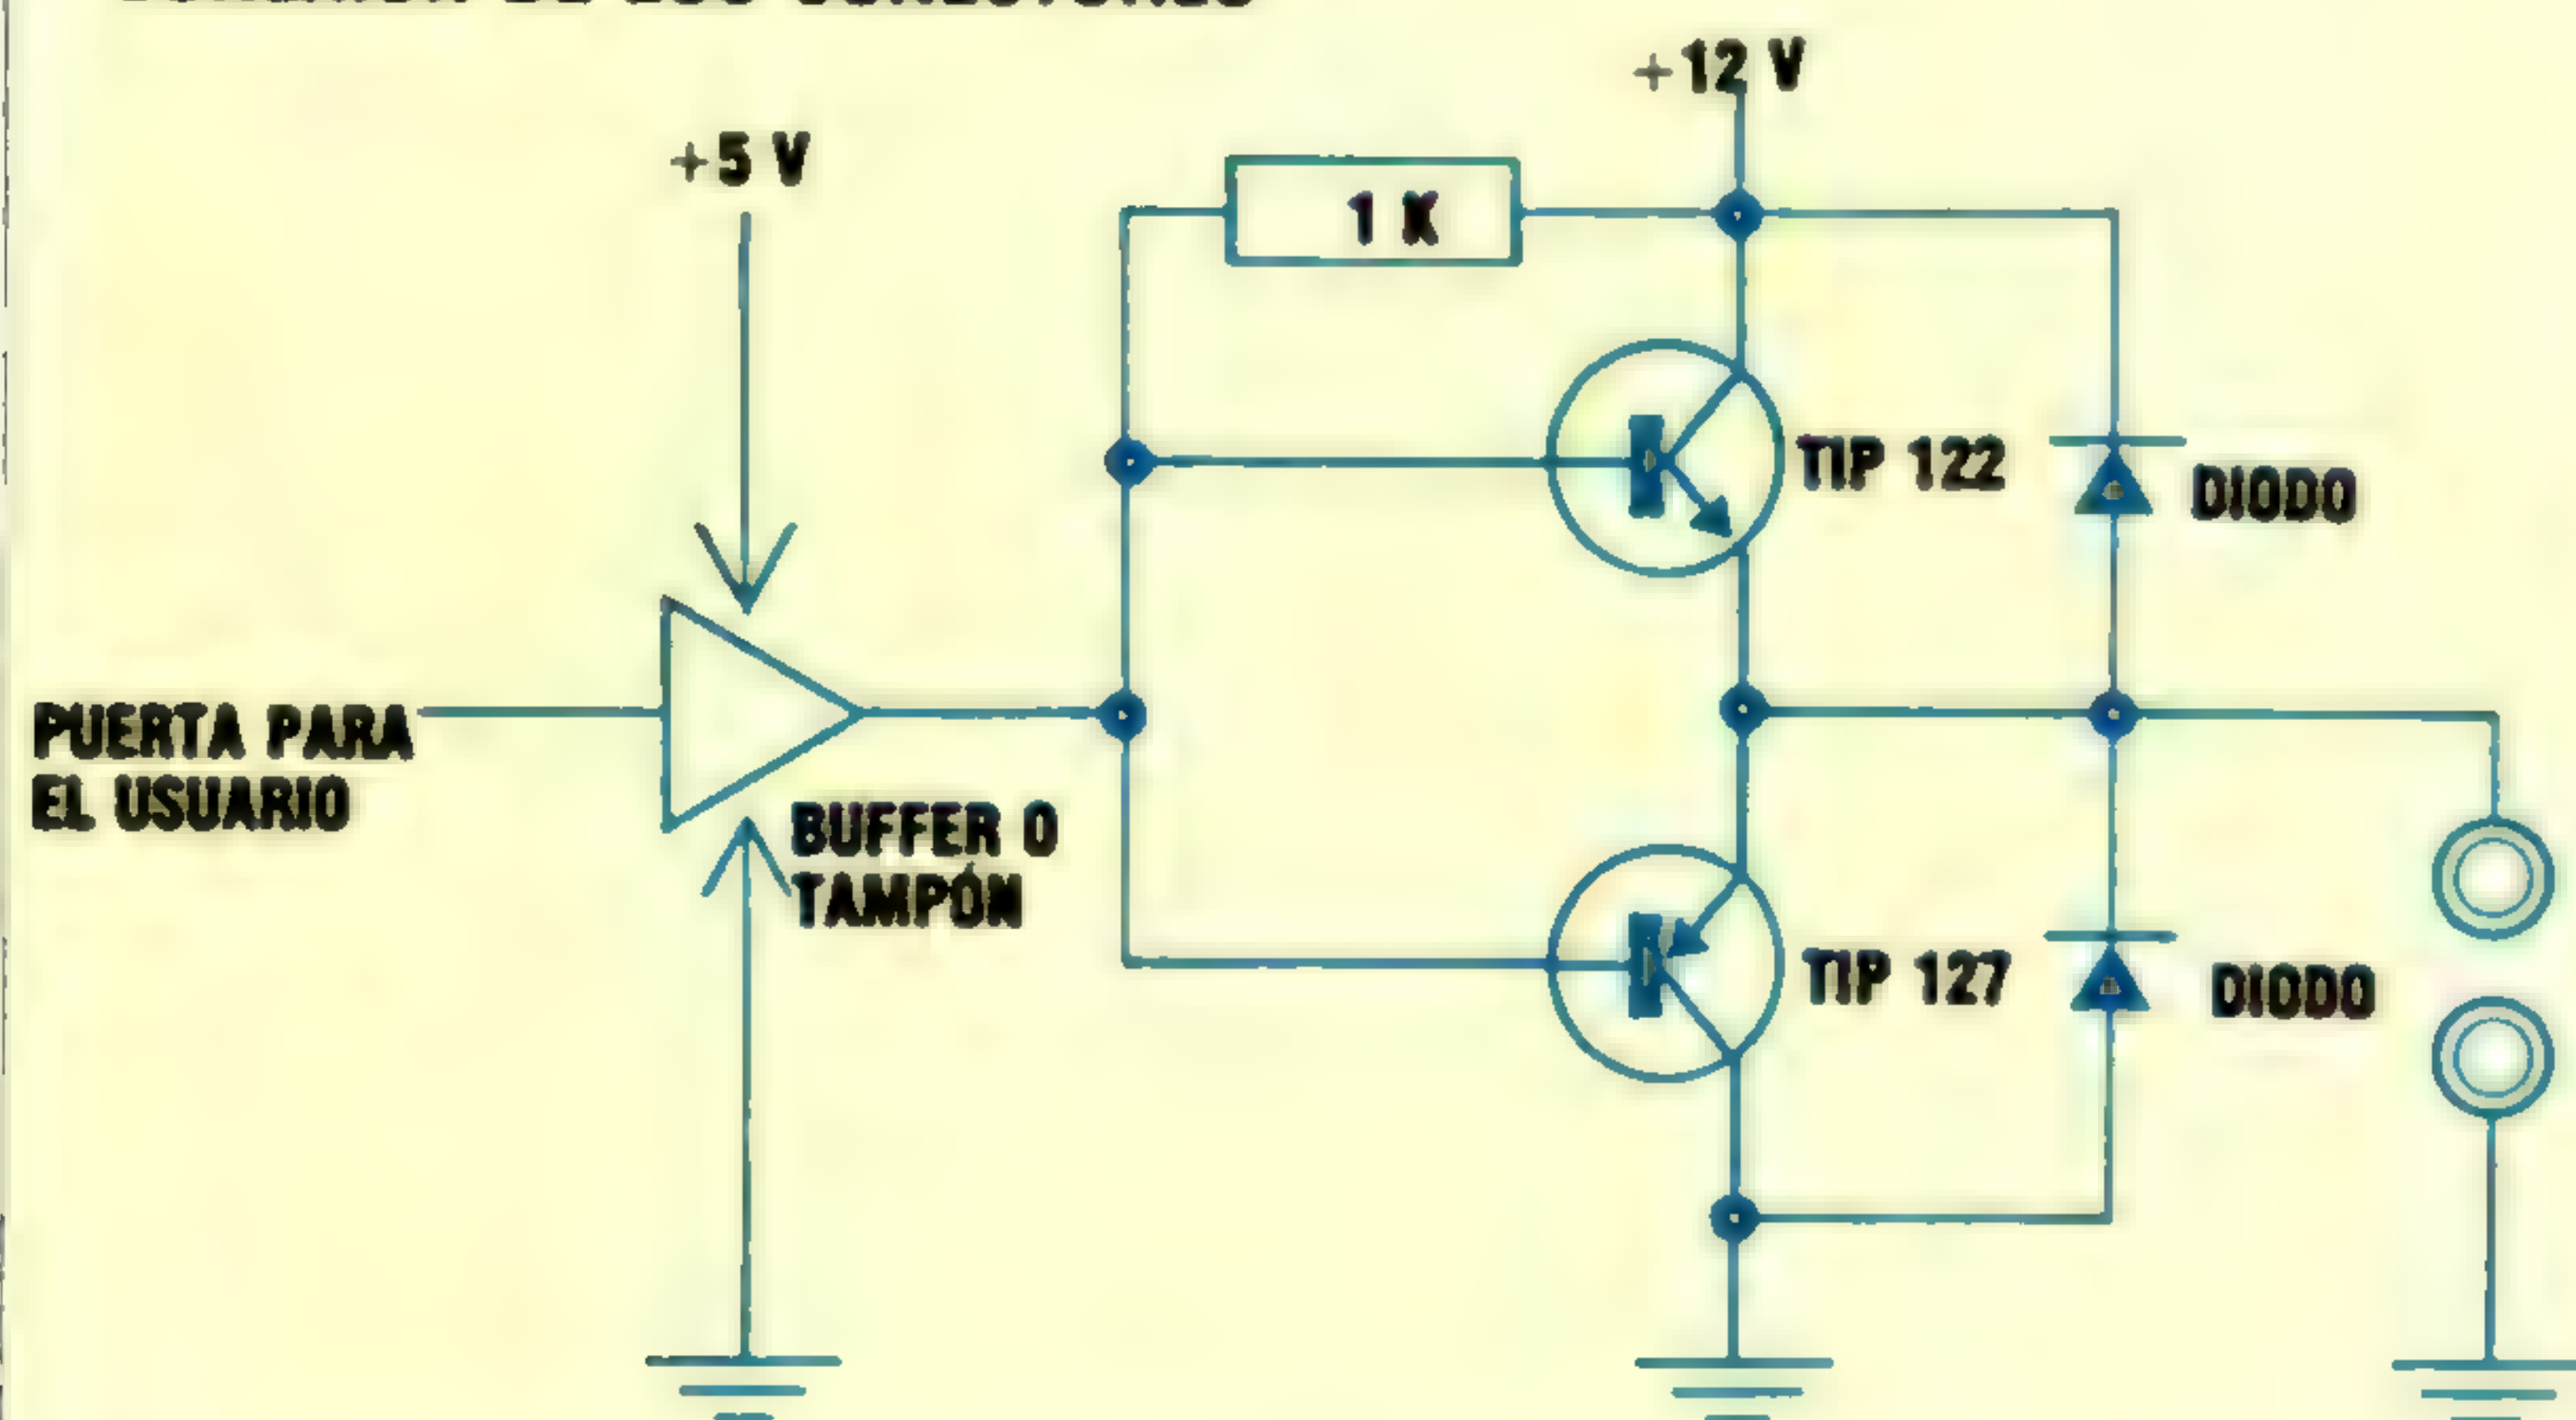 +12 V
+5 V
1 K
TIP 122
DIODO
PUERTA PARA
EL USUARIO
BUFFER O
TAMPÓN
TIP 127
DIODO